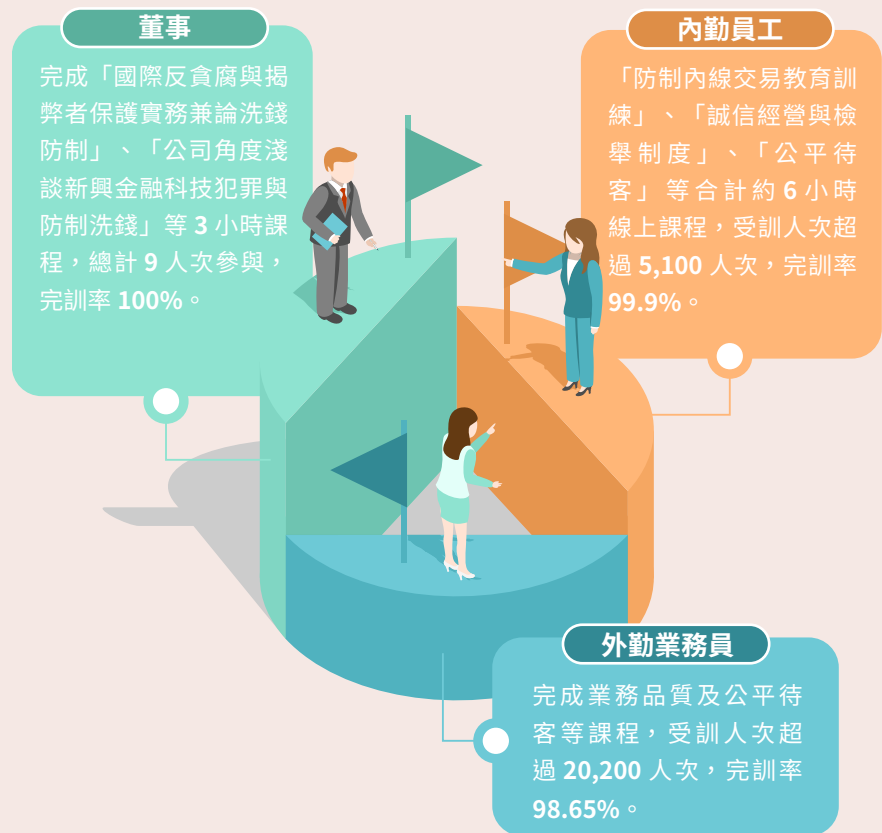 董事
完成「國際反貪腐與揭
弊者保護實務兼論洗錢
防制」、「公司角度淺
談新興金融科技犯罪與
防制洗錢」等 3 小時課
程，總計 9 人次參與，
完訓率 100%。
內勤員工
「防制內線交易教育訓
練」、「誠信經營與檢
舉制度」、「公平待
客」等合計約 6 小時
線上課程，受訓人次超
過 5,100 人次，完訓率
99.9%。
外勤業務員
完成業務品質及公平待
客等課程，受訓人次超
過 20,200 人次，完訓率
98.65%。